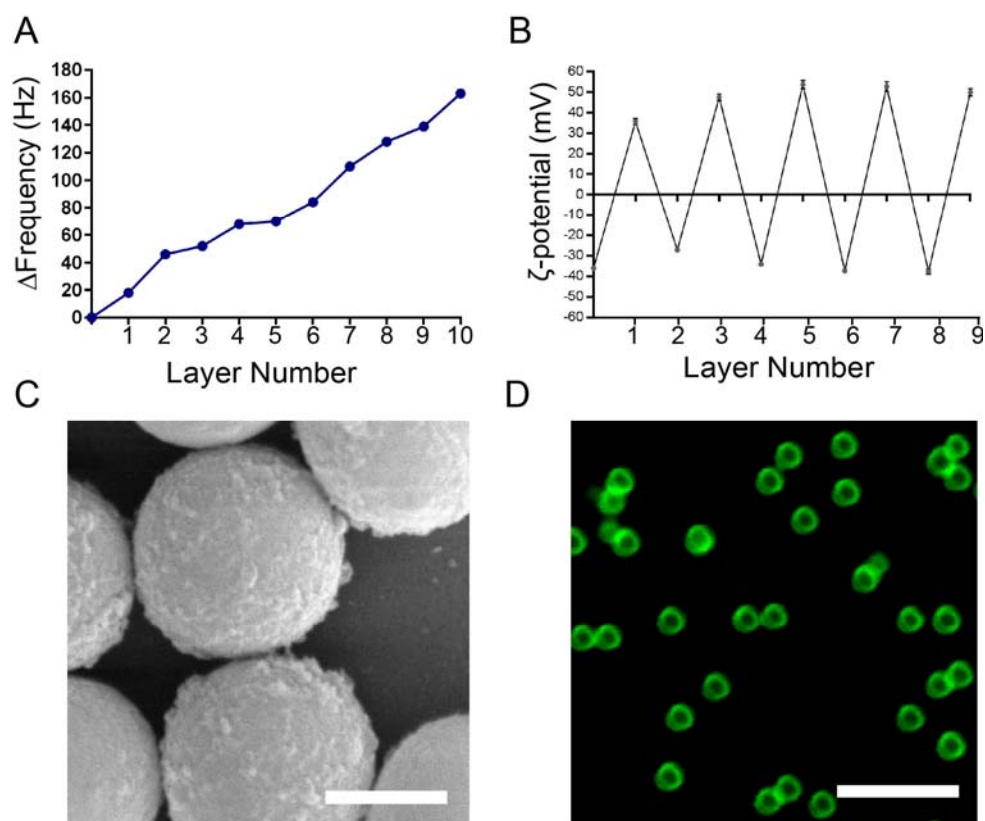 A
ΔFrequency (Hz)
180
160
140
120
100
80
60
40
20
0
1 2 3 4 5 6 7 8 9 10
Layer Number
B
ζ-potential (mV)
60
50
40
30
20
10
0
-10
-20
-30
-40
-50
-60
1 2 3 4 5 6 7 8 9
Layer Number
C
D